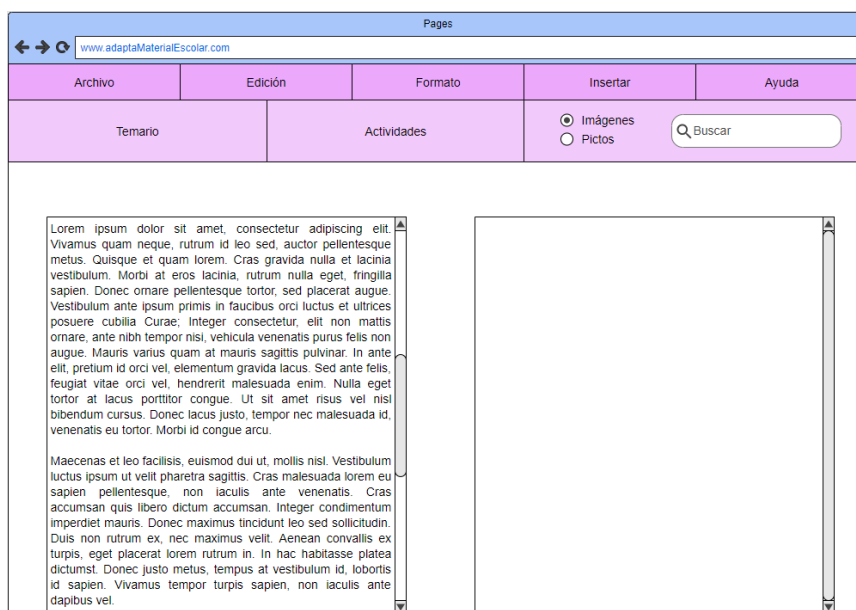 Pages
www.adaptaMaterialEscolar.com
Archivo Edición Formato Insertar Ayuda
Temario Actividades Imágenes Pictos Buscar
Lorem ipsum dolor sit amet, consectetur adipiscing elit.
Vivamus quam neque, rutrum id leo sed, auctor pellentesque
metus. Quisque et quam lorem. Cras gravida nulla et lacinia
vestibulum. Morbi at eros lacinia, rutrum nulla eget, fringilla
sapien. Donec ornare pellentesque tortor, sed placerat augue.
Vestibulum ante ipsum primis in faucibus orci luctus et ultrices
posuere cubilia Curae; Integer consectetur, elit non mattis
ornare, ante nibh tempor nisi, vehicula venenatis purus felis non
augue. Mauris varius quam at mauris sagittis pulvinar. In ante
elit, pretium id orci vel, elementum gravida lacus. Sed ante felis,
feugiat vitae orci vel, hendrerit malesuada enim. Nulla eget
tortor at lacus porttitor congue. Ut sit amet risus vel nisl
bibendum cursus. Donec lacus justo, tempor nec malesuada id,
venenatis eu tortor. Morbi id congue arcu.
Maecenas et leo facilisis, euismod dui ut, mollis nisl. Vestibulum
luctus ipsum ut velit pharetra sagittis. Cras malesuada lorem eu
sapien pellentesque, non iaculis ante venenatis. Cras
accumsan quis libero dictum accumsan. Integer condimentum
imperdiet mauris. Donec maximus tincidunt leo sed sollicitudin.
Duis non rutrum ex, nec maximus velit. Aenean convallis ex
turpis, eget placerat lorem rutrum in. In hac habitasse platea
dictumst. Donec justo metus, tempus at vestibulum id, lobortis
id sapien. Vivamus tempor turpis sapien, non iaculis ante
dapibus vel.